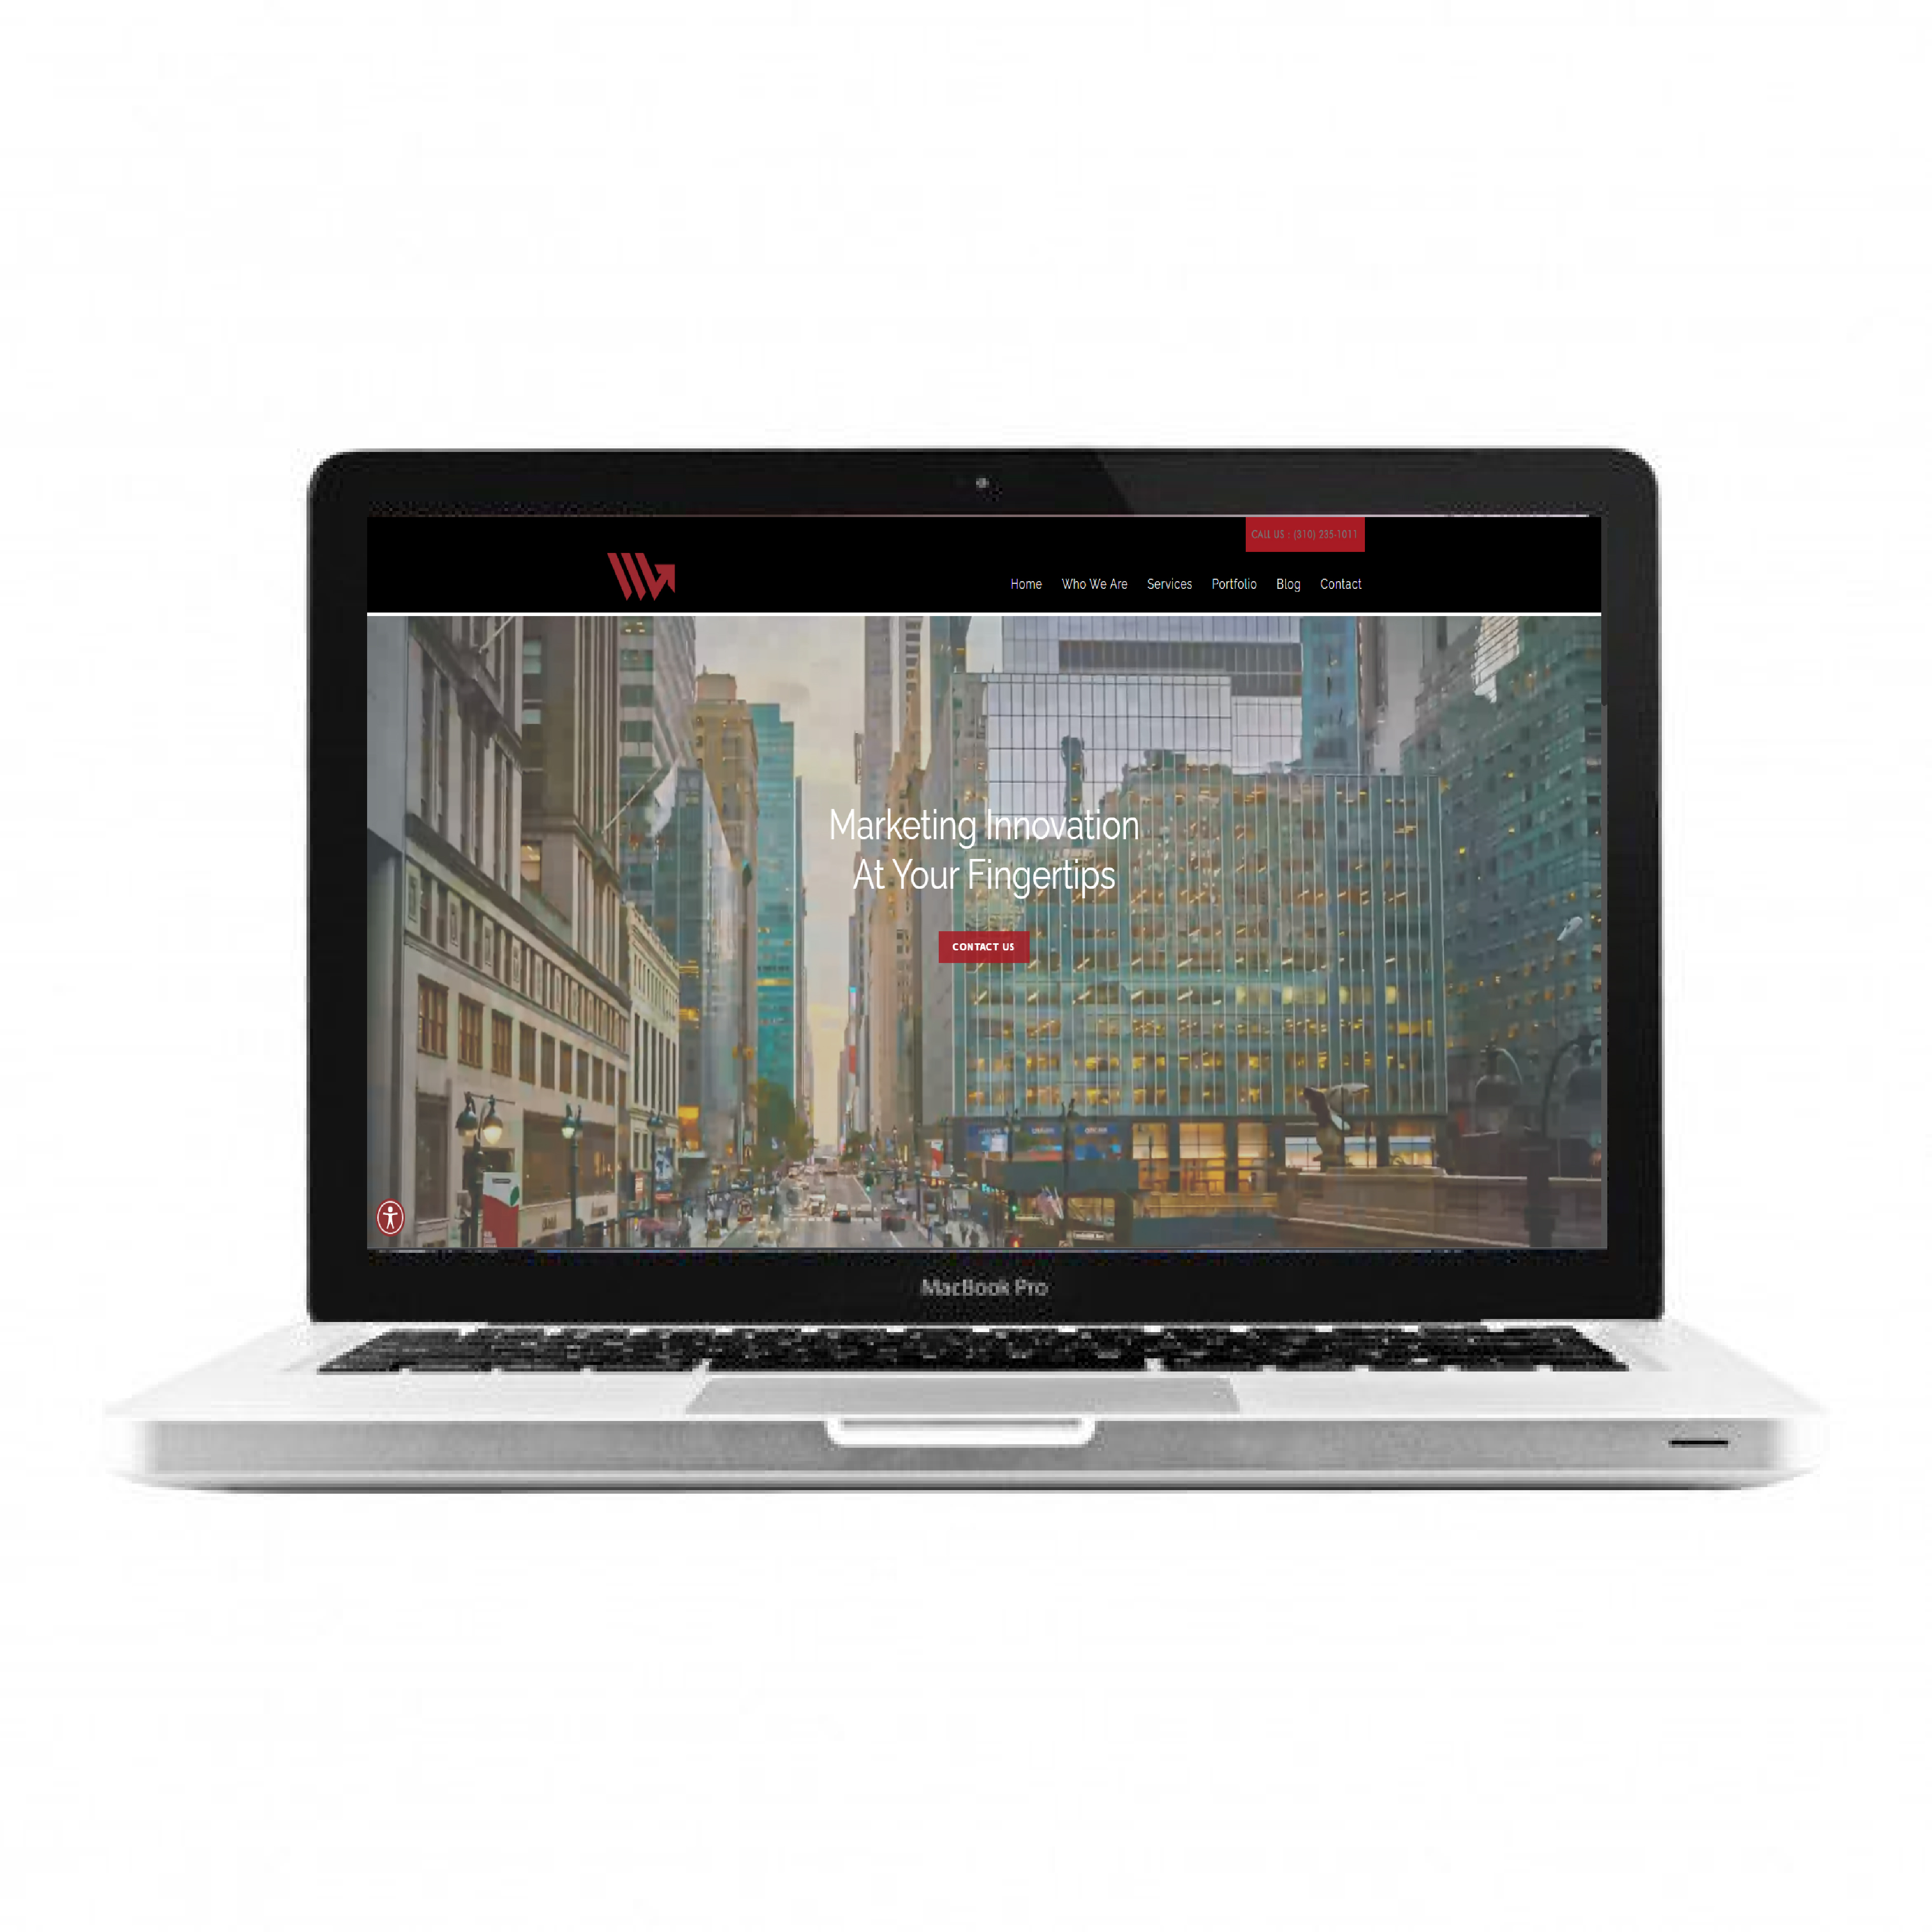 CALL US : (310) 235-1011
Home Who We Are Services Portfolio Blog Contact
Marketing Innovation
At Your Fingertips
CONTACT US
MacBook Pro